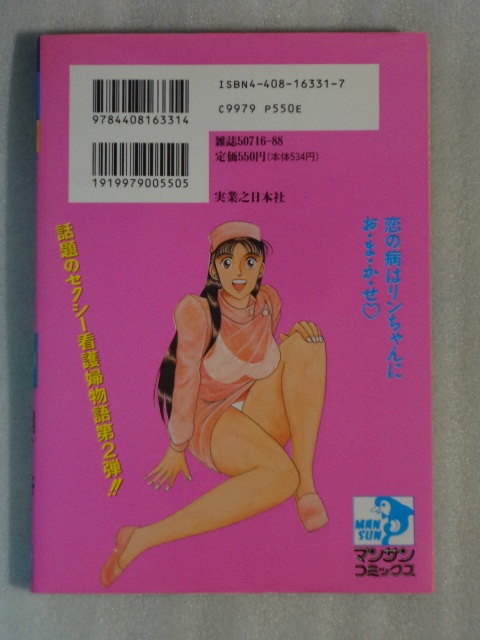 ISBN4-408-16331-7
C9979 P550E
9784408163314
雑誌50716-88
定価550円(本体534円)
1919979005505
実業之日本社
恋の病はリンちゃんに
お・ま・か・せ♡
話題のセクシー看護婦物語第2弾!!
MAN
SUN
マンサン
コミックス